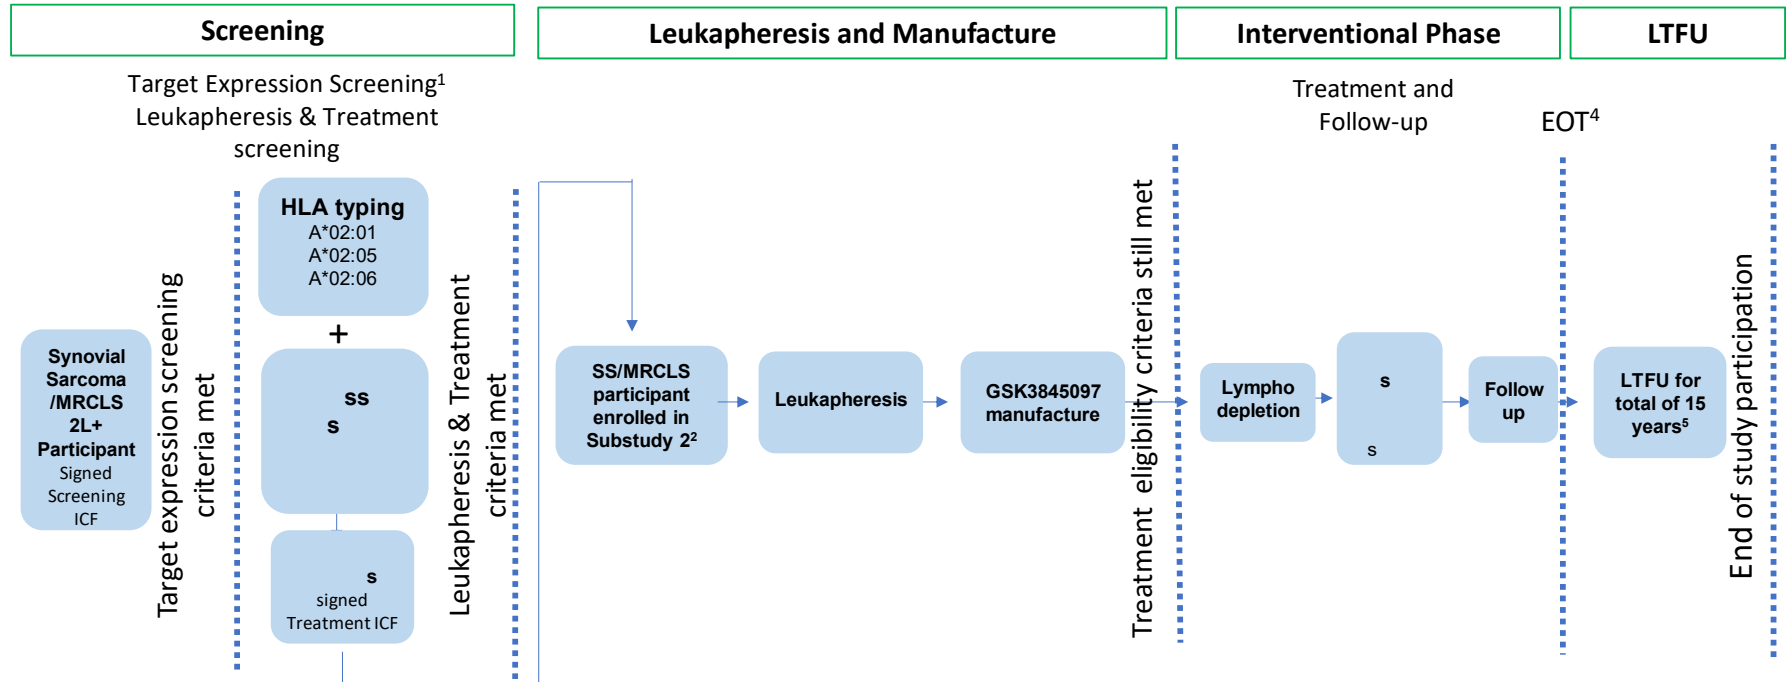 Screening
Leukapheresis and Manufacture
Interventional Phase
LTFU
Target Expression Screening¹
Leukapheresis & Treatment
screening
Treatment and
Follow-up
EOT⁴
Synovial
Sarcoma
/MRCLS
2L+
Participant
Signed
Screening
ICF
Target expression screening
criteria met
HLA typing
A*02:01
A*02:05
A*02:06
+
ss
s
s
signed
Treatment ICF
Leukapheresis & Treatment
criteria met
SS/MRCLS
participant
enrolled in
Substudy 2²
Leukapheresis
GSK3845097
manufacture
Treatment eligibility criteria still met
Lympho
depletion
s
s
Follow
up
LTFU for
total of 15
years⁵
End of study participation